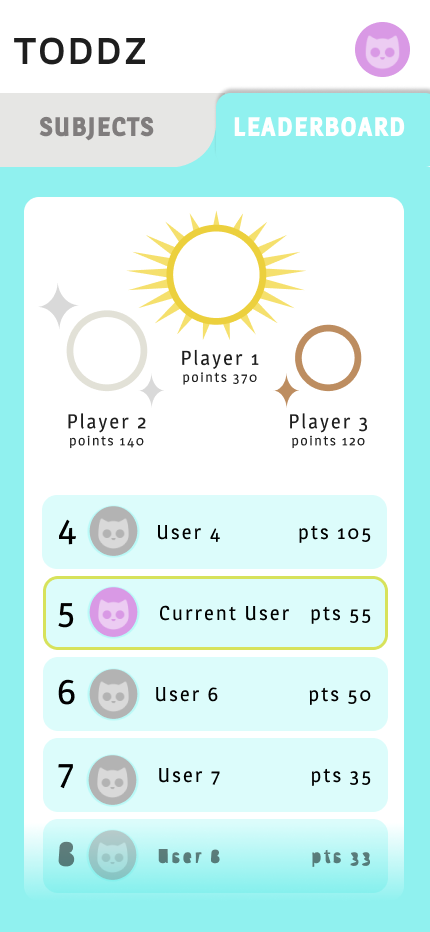 TODDZ
SUBJECTS
LEADERBOARD
Player 1
points 370
Player 2
points 140
Player 3
points 120
4 User 4 pts 105
5 Current User pts 55
6 User 6 pts 50
7 User 7 pts 35
8 User 8 pts 33